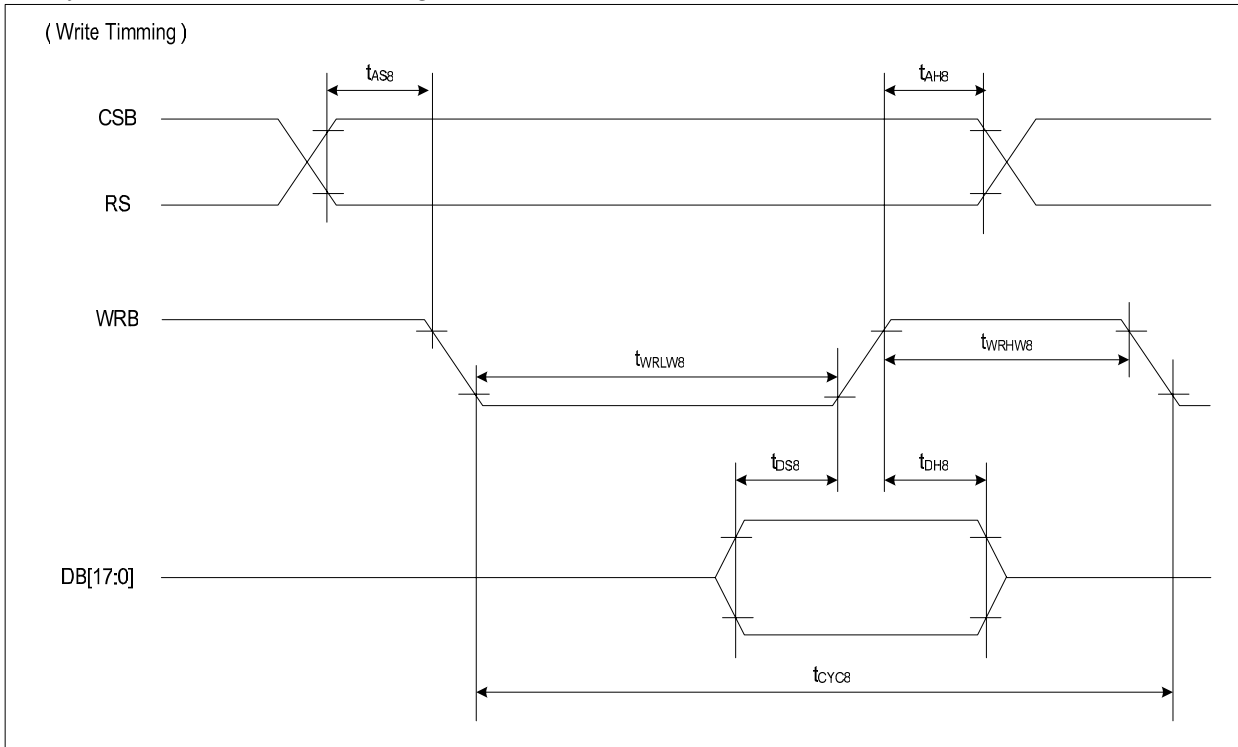 ( Write Timming )
tAS8
tAH8
CSB
RS
WRB
tWRLW8
tWRHW8
tDS8
tDH8
DB[17:0]
tCYC8